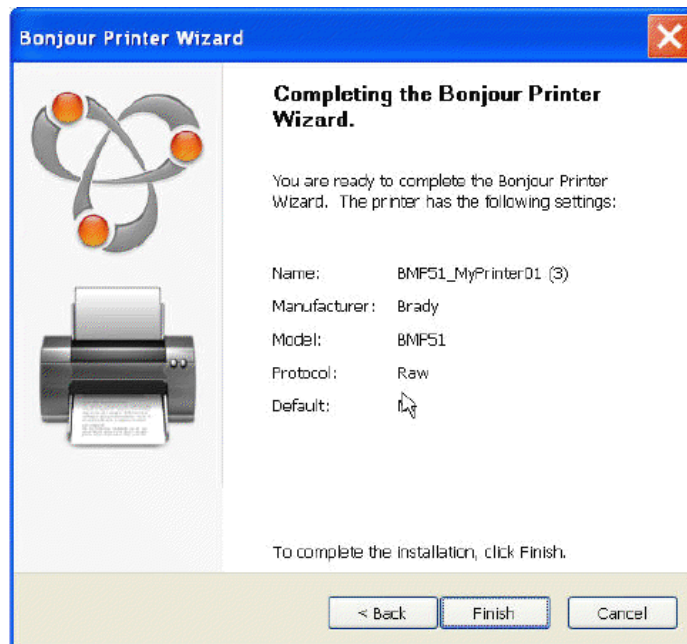 Bonjour Printer Wizard
Completing the Bonjour Printer
Wizard.
You are ready to complete the Bonjour Printer
Wizard. The printer has the following settings:
Name: BMP51_MyPrinter01 (3)
Manufacturer: Brady
Model: BMP51
Protocol: Raw
Default:
To complete the installation, click Finish.
< Back
Finish
Cancel